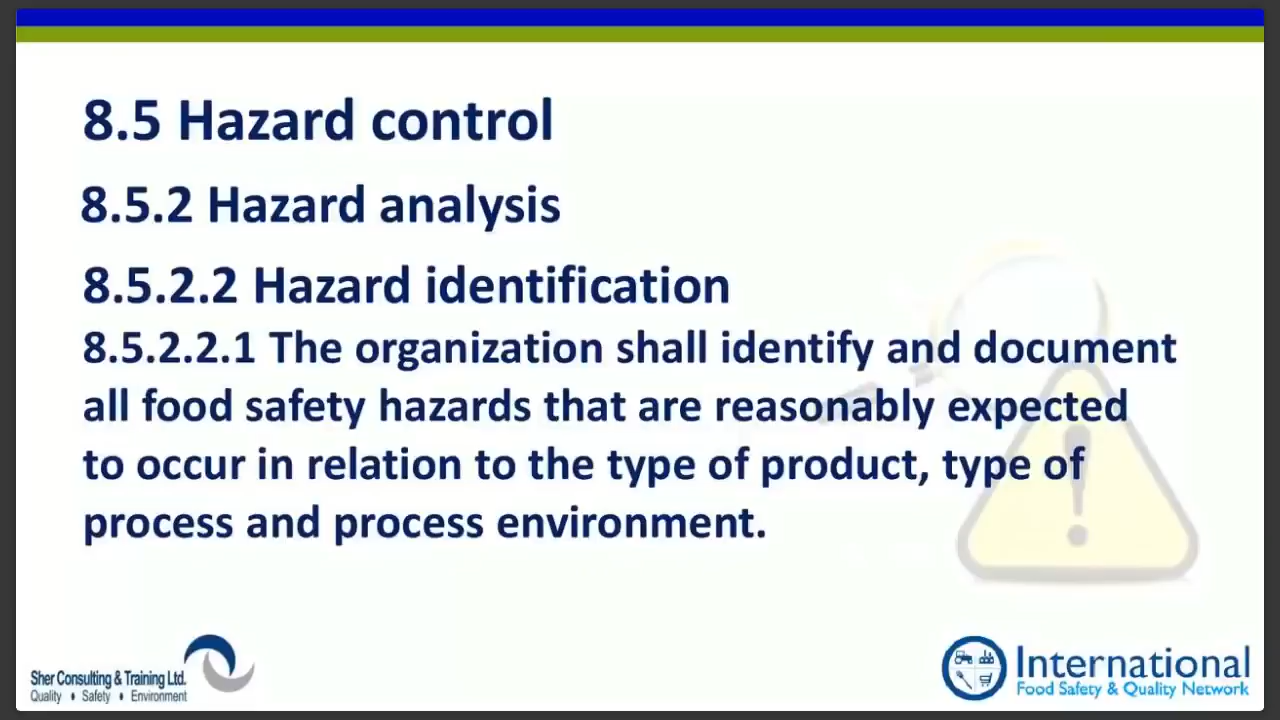 8.5 Hazard control
8.5.2 Hazard analysis
8.5.2.2 Hazard identification
8.5.2.2.1 The organization shall identify and document
all food safety hazards that are reasonably expected
to occur in relation to the type of product, type of
process and process environment.
Sher Consulting & Training Ltd.
Quality • Safety • Environment
International
Food Safety & Quality Network